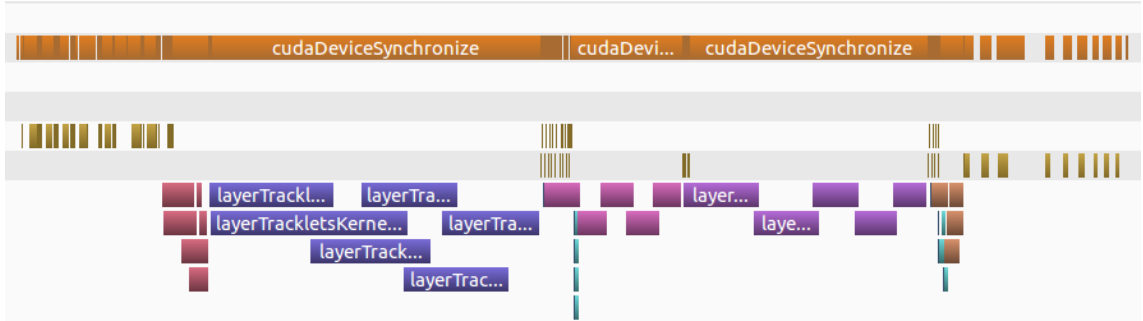 cudaDeviceSynchronize cudaDevi... cudaDeviceSynchronize
layerTrackl... layerTra... layer...
layerTrackletsKerne... layerTra... laye...
layerTrack...
layerTrac...